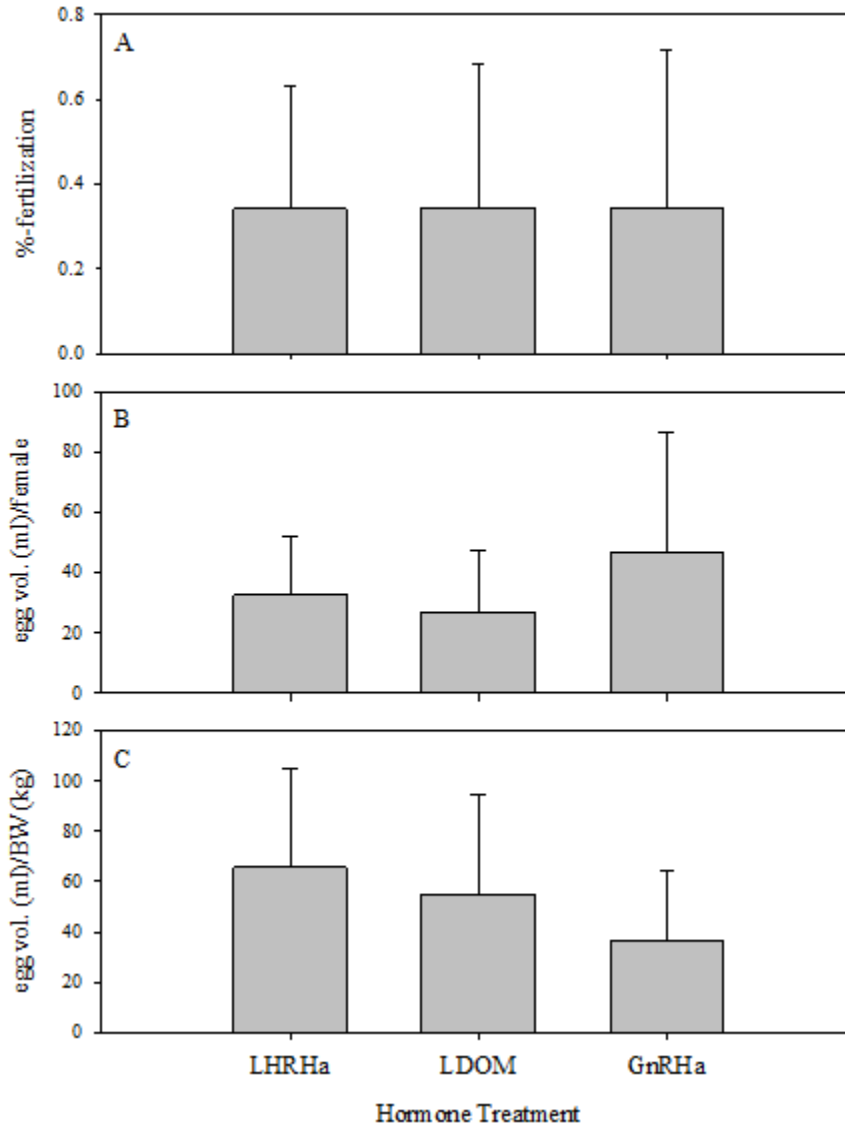 A
%-fertilization
0.8
0.6
0.4
0.2
0.0
B
egg vol. (ml)/female
100
80
60
40
20
0
C
egg vol. (ml)/BW (kg)
120
100
80
60
40
20
0
LHRHa LDOM GnRHa
Hormone Treatment